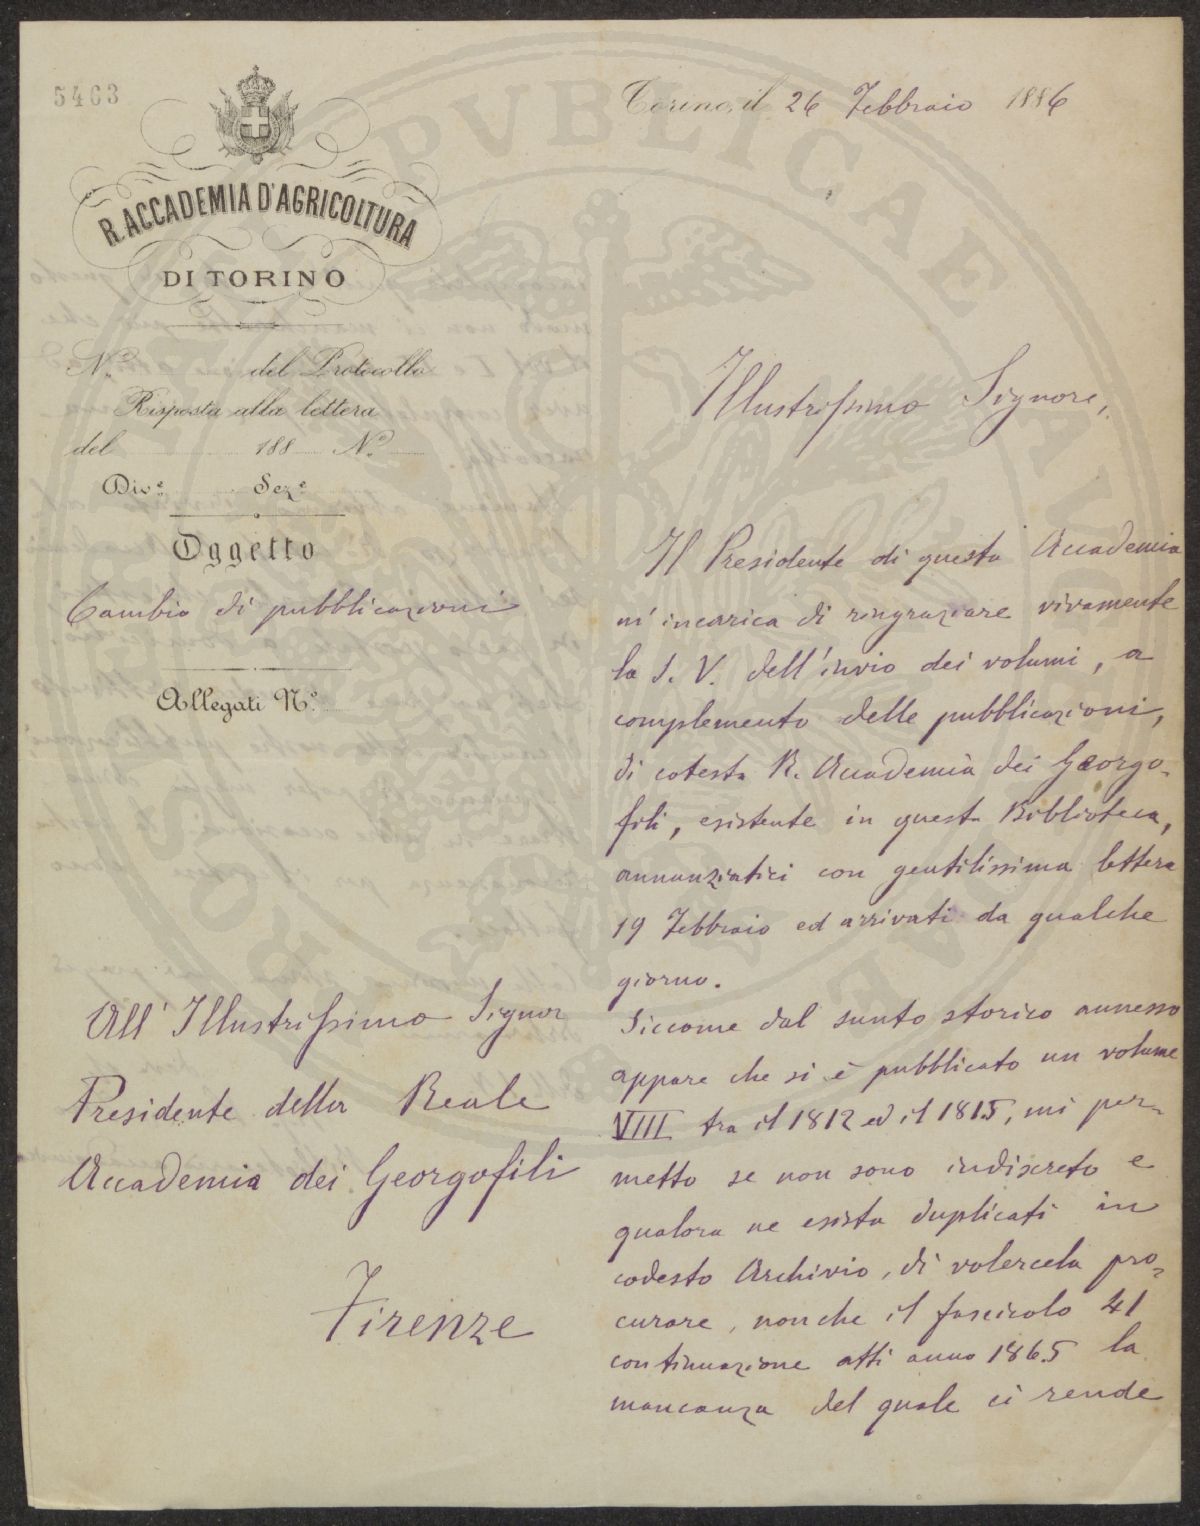 5463
Torino, il 26 Febbraio 1886
R. ACCADEMIA D'AGRICOLTURA
DI TORINO
N.º del Protocollo
Risposta alla lettera
del 188 N.º
Div.e Sez.e
Oggetto
Cambio di pubblicazioni
Allegati N.º
All' Illustrissimo Signor
Presidente della Reale
Accademia dei Georgofili
Firenze
Illustrissimo Signore,
Il Presidente di questa Accademia
m'incarica di ringraziare vivamente
la S. V. dell'invio dei volumi, a
complemento delle pubblicazioni,
di cotesta R. Accademia dei Georgo-
fili, esistente in questa Biblioteca,
annunziatici con gentilissima lettera
19 Febbraio ed arrivati da qualche
giorno.
Siccome dal sunto storico annesso
appare che si è pubblicato un volume
VIII tra il 1812 ed il 1815, mi per-
metto se non sono indiscreto e
qualora ne esista duplicati in
codesto Archivio, di volercela pro-
curare, nonche il fascicolo 41
continuazione atti anno 1865 la
mancanza del quale ci rende